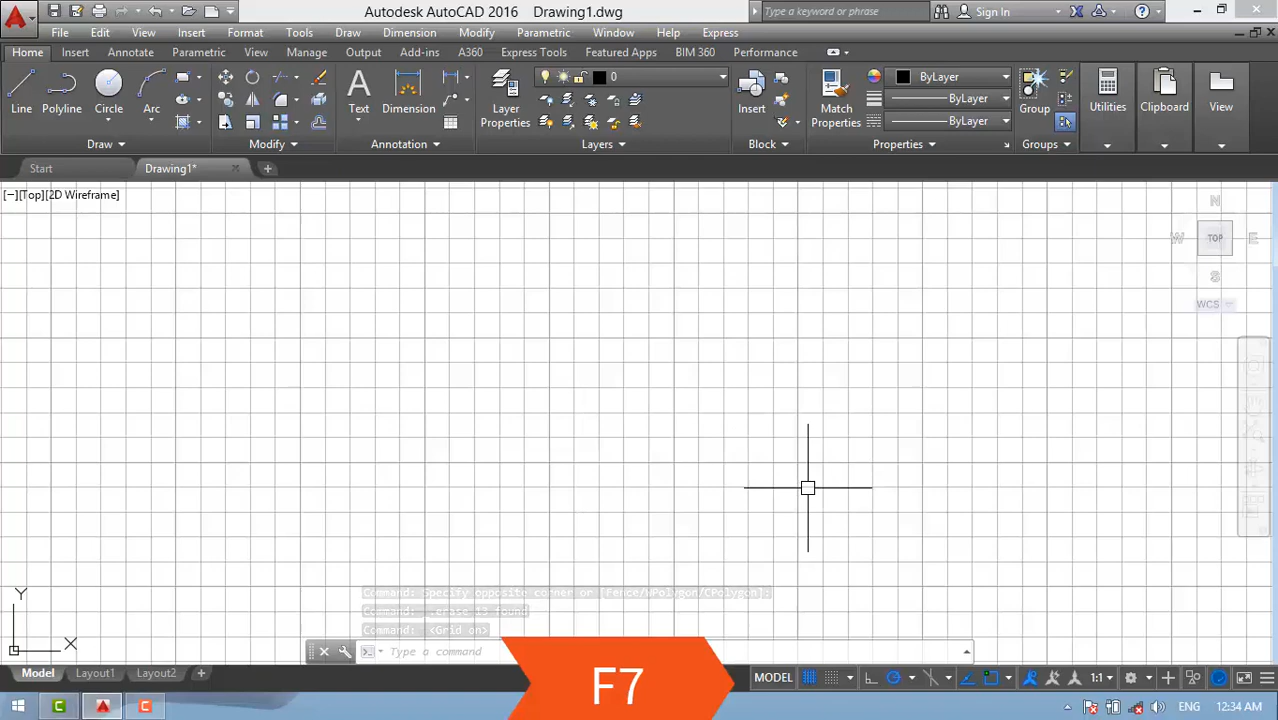 Autodesk AutoCAD 2016 Drawing1.dwg
Type a keyword or phrase
Sign In
File Edit View Insert Format Tools Draw Dimension Modify Parametric Window Help Express
Home Insert Annotate Parametric View Manage Output Add-ins A360 Express Tools Featured Apps BIM 360 Performance
Line Polyline Circle Arc
Text Dimension
Layer Properties
0
Insert
Match Properties
ByLayer
ByLayer
ByLayer
Group
Utilities
Clipboard
View
Draw Modify Annotation Layers Block Properties Groups
Start Drawing1* +
[−][Top][2D Wireframe]
N
W TOP E
S
WCS
Y
X
Command: Specify opposite corner or [Fence/WPolygon/CPolygon]:
Command: _.erase 13 found
Command: <Grid on>
Type a command
F7
Model Layout1 Layout2 +
MODEL 1:1
ENG 12:34 AM